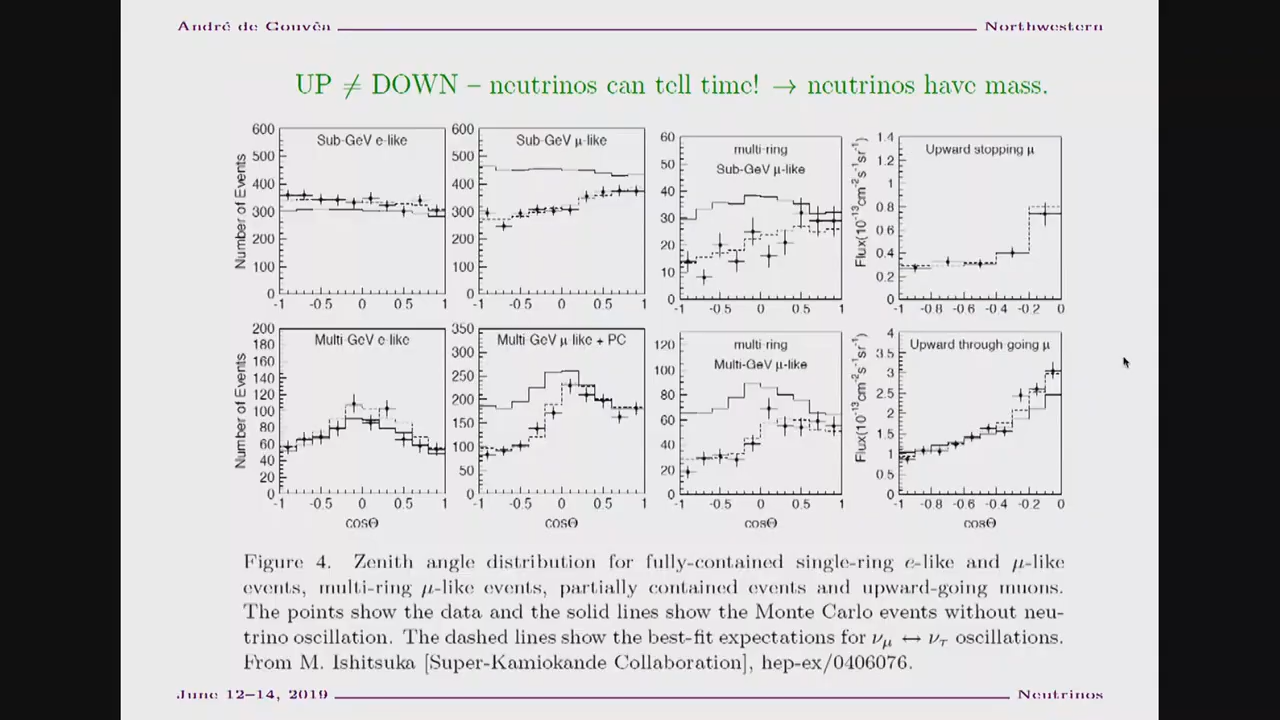 André de Gouvêa Northwestern
UP ≠ DOWN – neutrinos can tell time! → neutrinos have mass.
Sub-GeV e-like
Number of Events
600
500
400
300
200
100
0
-1 -0.5 0 0.5 1
Sub-GeV μ-like
600
500
400
300
200
100
0
-1 -0.5 0 0.5 1
multi-ring
Sub-GeV μ-like
60
50
40
30
20
10
0
-1 -0.5 0 0.5 1
Upward stopping μ
Flux(10⁻¹³cm⁻²s⁻¹sr⁻¹)
1.4
1.2
1
0.8
0.6
0.4
0.2
0
-1 -0.8 -0.6 -0.4 -0.2 0
Multi-GeV e-like
Number of Events
200
180
160
140
120
100
80
60
40
20
0
-1 -0.5 0 0.5 1
cosΘ
Multi-GeV μ-like + PC
350
300
250
200
150
100
50
0
-1 -0.5 0 0.5 1
cosΘ
multi-ring
Multi-GeV μ-like
120
100
80
60
40
20
0
-1 -0.5 0 0.5 1
cosΘ
Upward through-going μ
Flux(10⁻¹³cm⁻²s⁻¹sr⁻¹)
4
3.5
3
2.5
2
1.5
1
0.5
0
-1 -0.8 -0.6 -0.4 -0.2 0
cosΘ
Figure 4. Zenith angle distribution for fully-contained single-ring e-like and μ-like
events, multi-ring μ-like events, partially contained events and upward-going muons.
The points show the data and the solid lines show the Monte Carlo events without neu-
trino oscillation. The dashed lines show the best-fit expectations for νμ ↔ ντ oscillations.
From M. Ishitsuka [Super-Kamiokande Collaboration], hep-ex/0406076.
June 12–14, 2019 Neutrinos